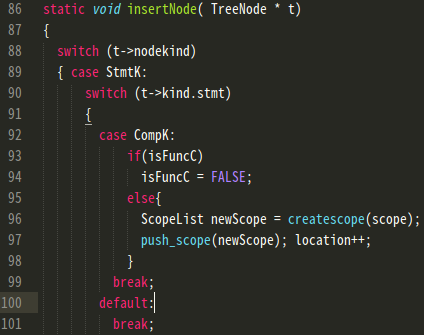 86 static void insertNode( TreeNode * t)
87 {
88 switch (t->nodekind)
89 { case StmtK:
90 switch (t->kind.stmt)
91 {
92 case CompK:
93 if(isFuncC)
94 isFuncC = FALSE;
95 else{
96 ScopeList newScope = createscope(scope);
97 push_scope(newScope); location++;
98 }
99 break;
100 default:
101 break;